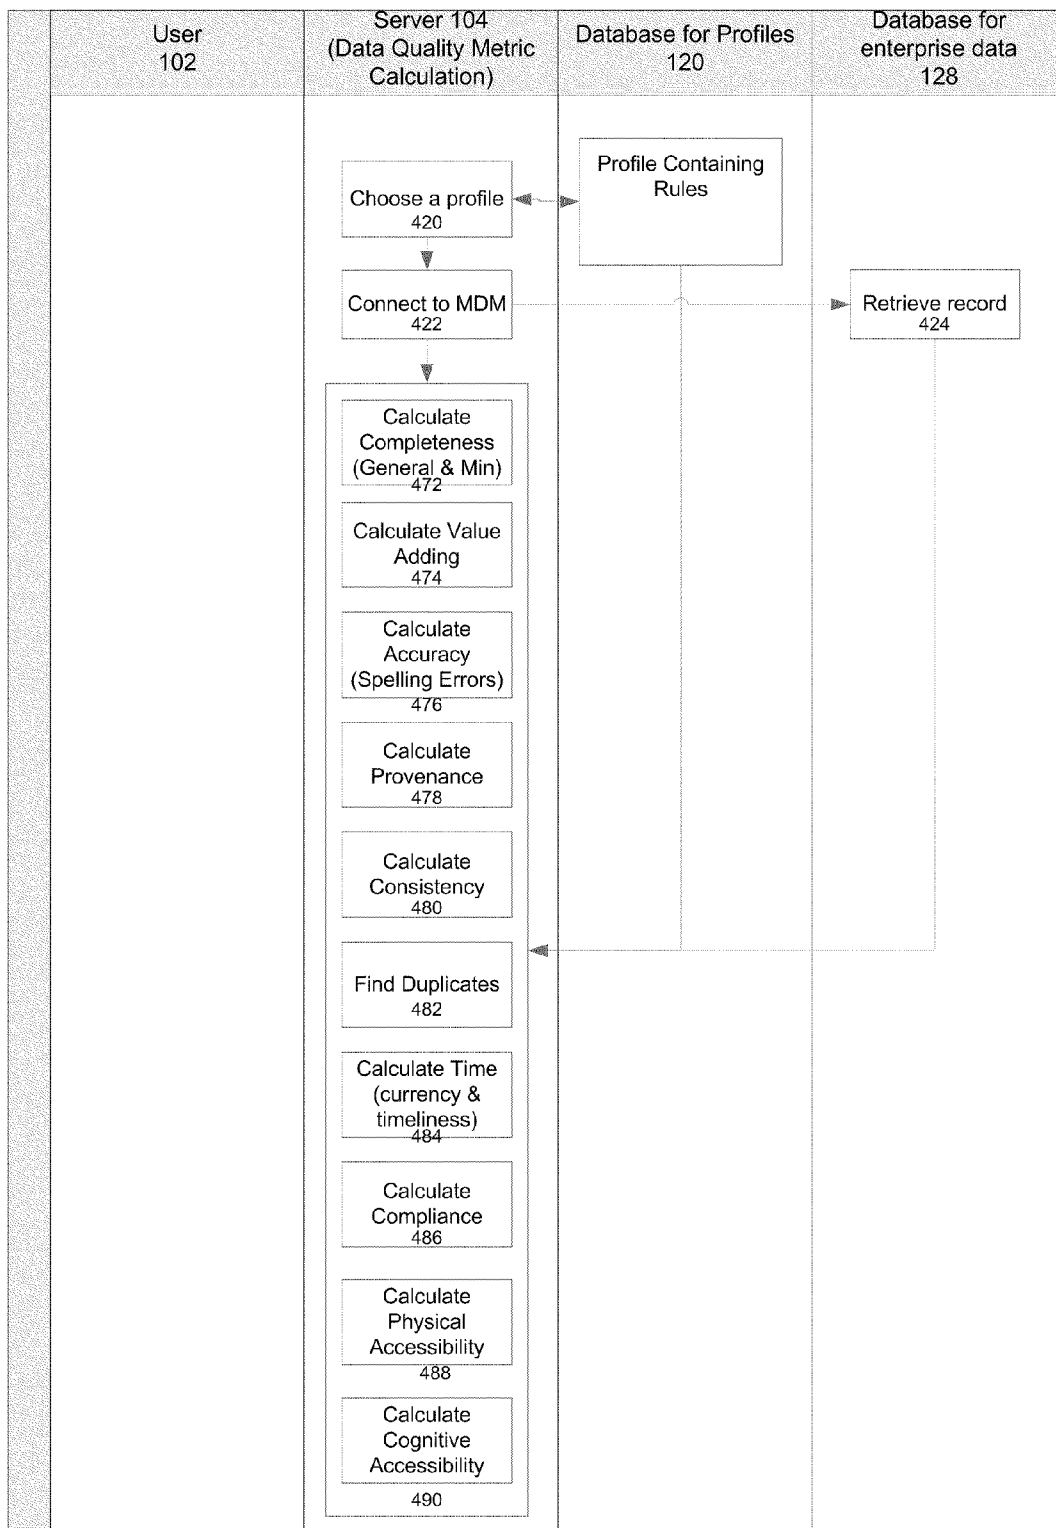 User
102
Server 104
(Data Quality Metric
Calculation)
Database for Profiles
120
Database for
enterprise data
128
Choose a profile
420
Profile Containing
Rules
Connect to MDM
422
Retrieve record
424
Calculate
Completeness
(General & Min)
472
Calculate Value
Adding
474
Calculate
Accuracy
(Spelling Errors)
476
Calculate
Provenance
478
Calculate
Consistency
480
Find Duplicates
482
Calculate Time
(currency &
timeliness)
484
Calculate
Compliance
486
Calculate
Physical
Accessibility
488
Calculate
Cognitive
Accessibility
490